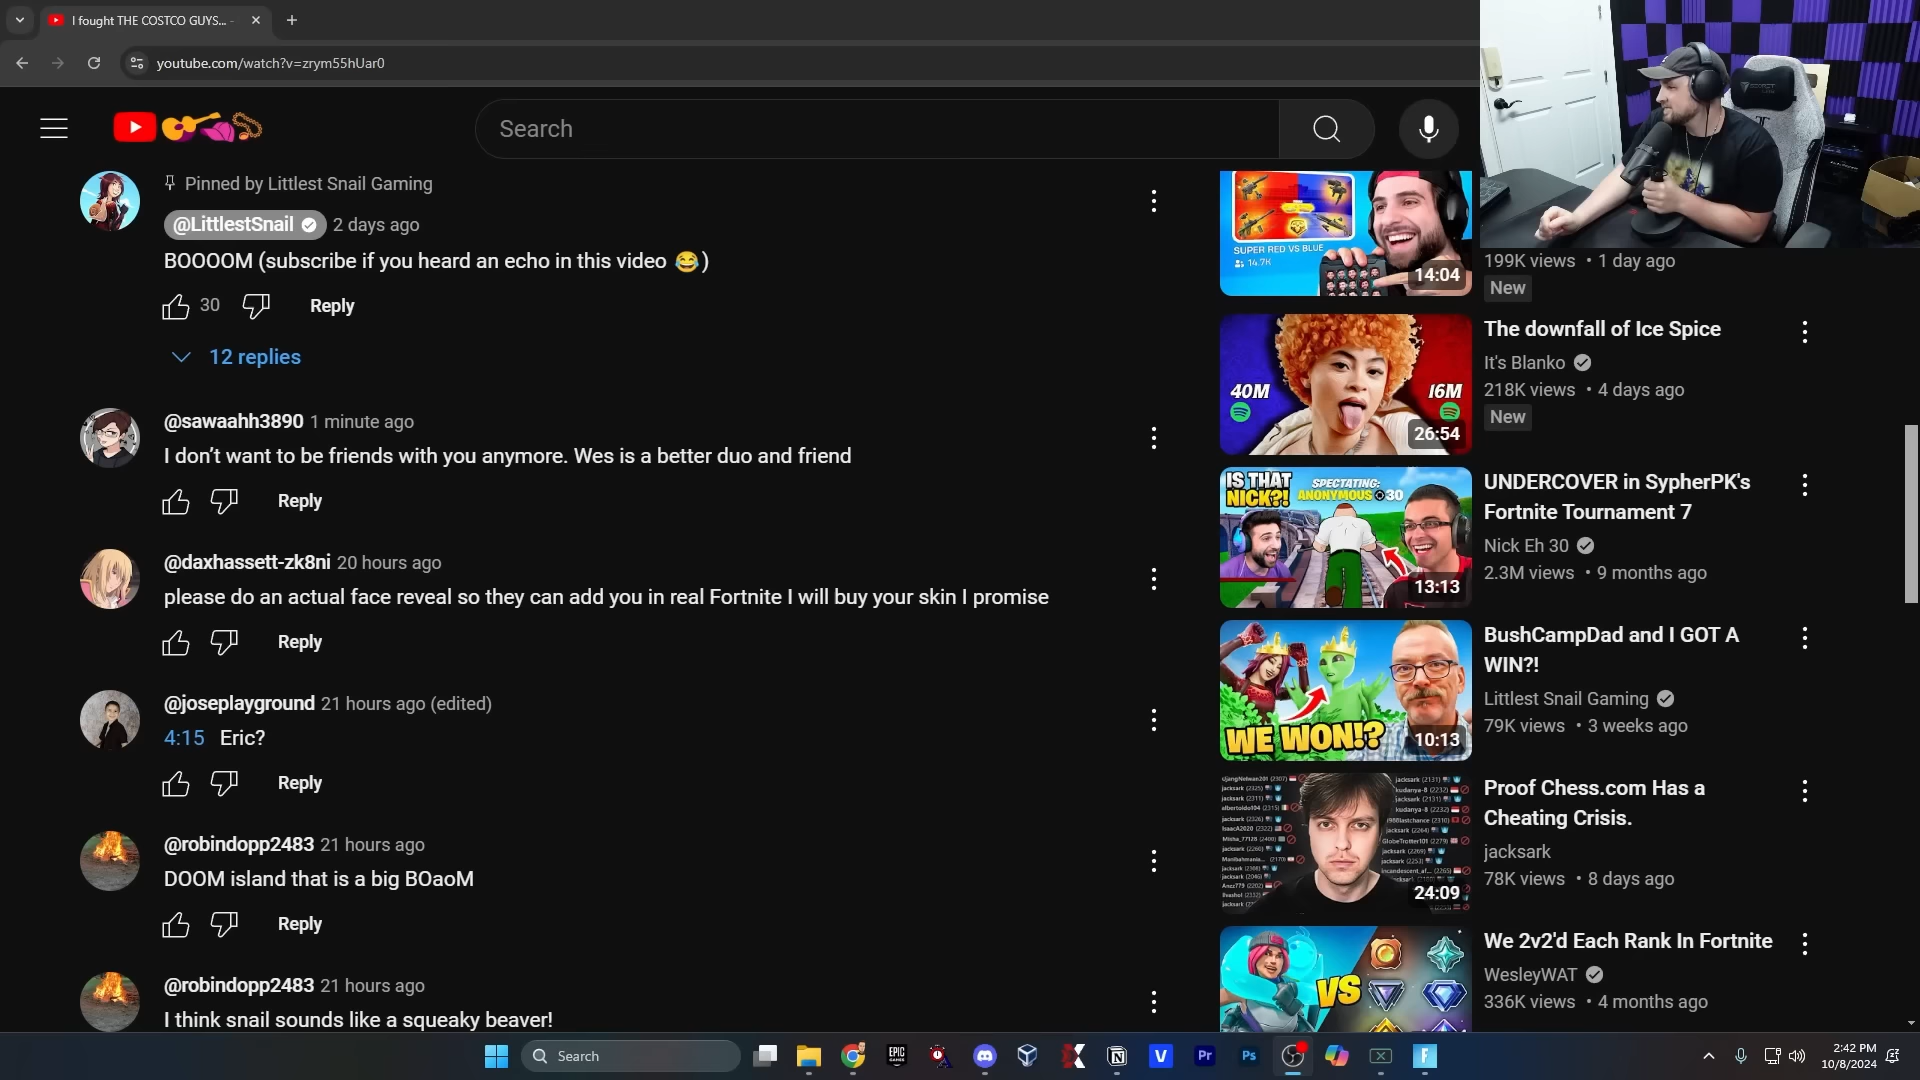 I fought THE COSTCO GUYS... -
youtube.com/watch?v=zrym55hUar0
Search
Pinned by Littlest Snail Gaming
@LittlestSnail 2 days ago
BOOOOM (subscribe if you heard an echo in this video 😂)
30 Reply
12 replies
@sawaahh3890 1 minute ago
I don't want to be friends with you anymore. Wes is a better duo and friend
Reply
@daxhassett-zk8ni 20 hours ago
please do an actual face reveal so they can add you in real Fortnite I will buy your skin I promise
Reply
@joseplayground 21 hours ago (edited)
4:15 Eric?
Reply
@robindopp2483 21 hours ago
DOOM island that is a big BOaoM
Reply
@robindopp2483 21 hours ago
I think snail sounds like a squeaky beaver!
SUPER RED VS BLUE
14.7K
14:04
199K views • 1 day ago
New
40M
16M
26:54
The downfall of Ice Spice
It's Blanko
218K views • 4 days ago
New
IS THAT
NICK?!
SPECTATING:
ANONYMOUS 30
13:13
UNDERCOVER in SypherPK's
Fortnite Tournament 7
Nick Eh 30
2.3M views • 9 months ago
WE WON!?
10:13
BushCampDad and I GOT A
WIN?!
Littlest Snail Gaming
79K views • 3 weeks ago
24:09
Proof Chess.com Has a
Cheating Crisis.
jacksark
78K views • 8 days ago
VS
We 2v2'd Each Rank In Fortnite
WesleyWAT
336K views • 4 months ago
Search
EPIC
GAMES
V
Pr
Ps
F
2:42 PM
10/8/2024